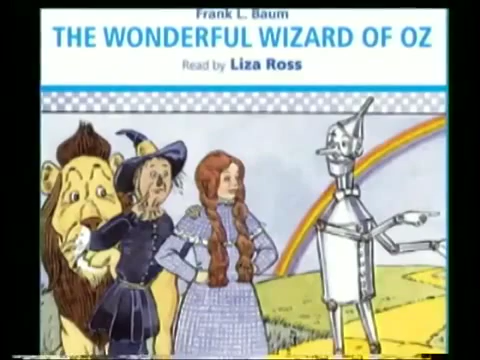 Frank L. Baum
THE WONDERFUL WIZARD OF OZ
Read by Liza Ross